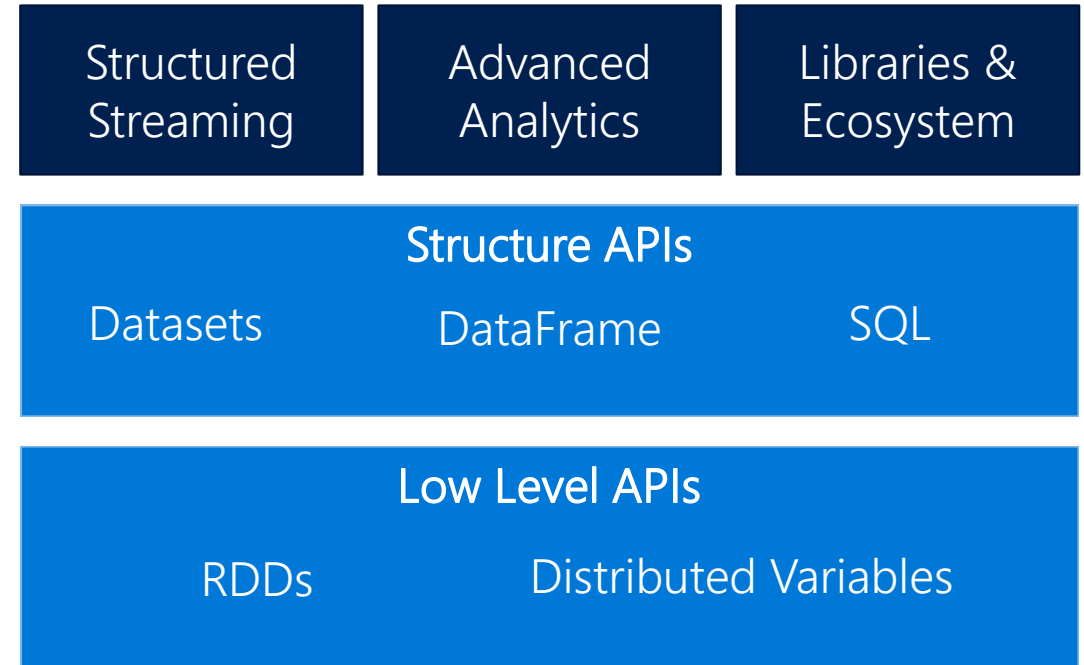 Structured
Streaming
Advanced
Analytics
Libraries &
Ecosystem
Structure APIs
Datasets
DataFrame
SQL
Low Level APIs
RDDs
Distributed Variables